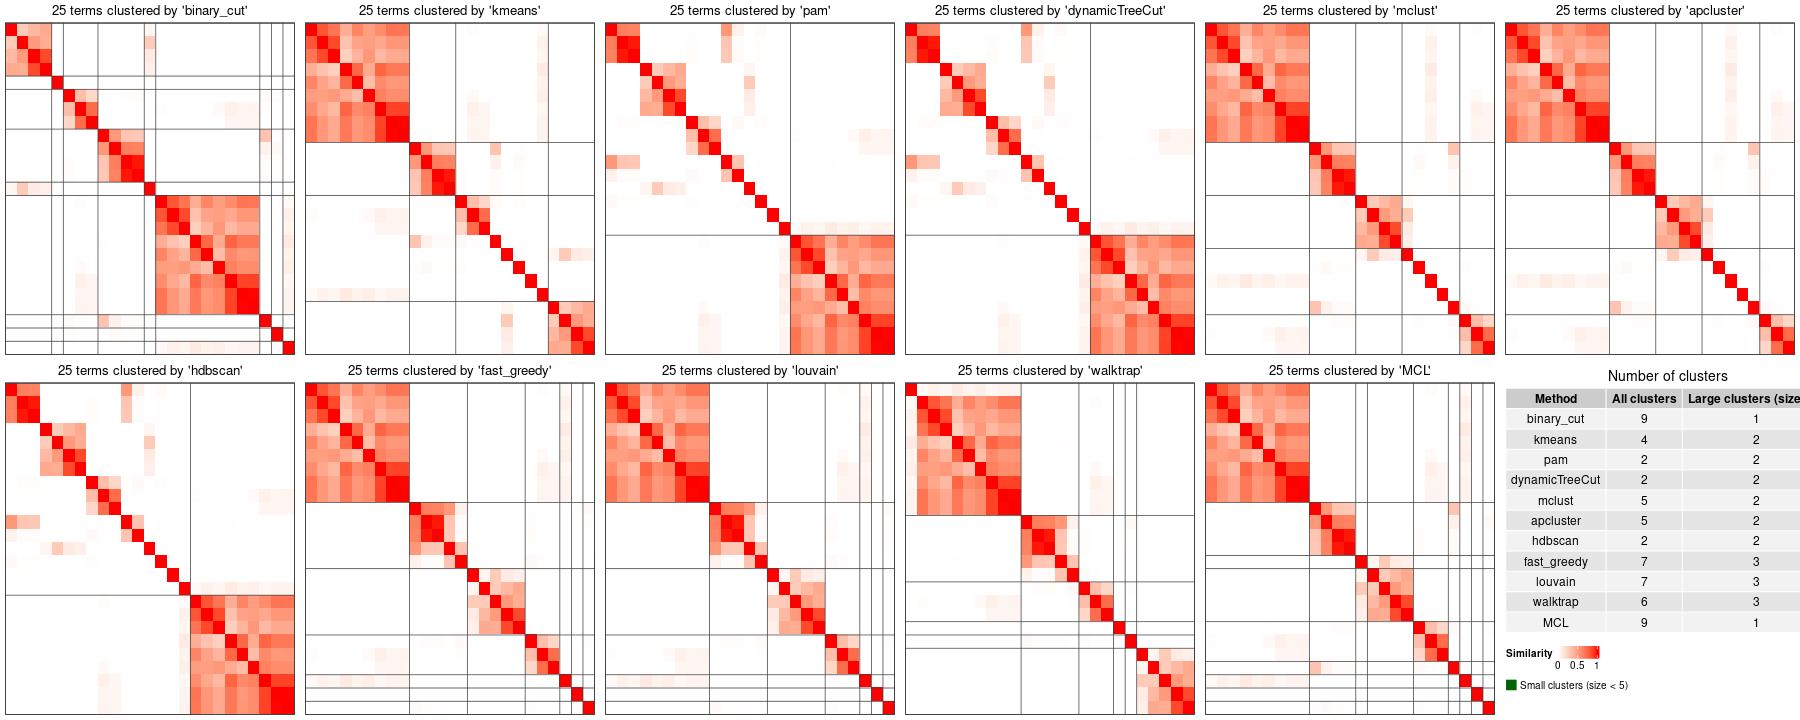 25 terms clustered by 'binary_cut'
25 terms clustered by 'kmeans'
25 terms clustered by 'pam'
25 terms clustered by 'dynamicTreeCut'
25 terms clustered by 'mclust'
25 terms clustered by 'apcluster'
25 terms clustered by 'hdbscan'
25 terms clustered by 'fast_greedy'
25 terms clustered by 'louvain'
25 terms clustered by 'walktrap'
25 terms clustered by 'MCL'
Number of clusters
Method All clusters Large clusters (size
binary_cut 9 1
kmeans 4 2
pam 2 2
dynamicTreeCut 2 2
mclust 5 2
apcluster 5 2
hdbscan 2 2
fast_greedy 7 3
louvain 7 3
walktrap 6 3
MCL 9 1
Similarity
0 0.5 1
Small clusters (size < 5)